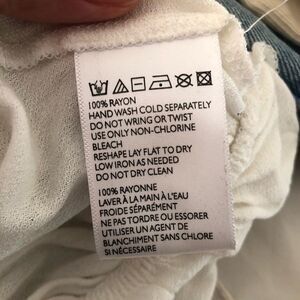 100% RAYON
HAND WASH COLD SEPARATELY
DO NOT WRING OR TWIST
USE ONLY NON-CHLORINE
BLEACH
RESHAPE LAY FLAT TO DRY
LOW IRON AS NEEDED
DO NOT DRY CLEAN
100% RAYONNE
LAVER À LA MAIN À L'EAU
FROIDE SÉPARÉMENT
NE PAS TORDRE OU ESSORER
UTILISER UN AGENT DE
BLANCHIMENT SANS CHLORE
SI NÉCESSAIRE